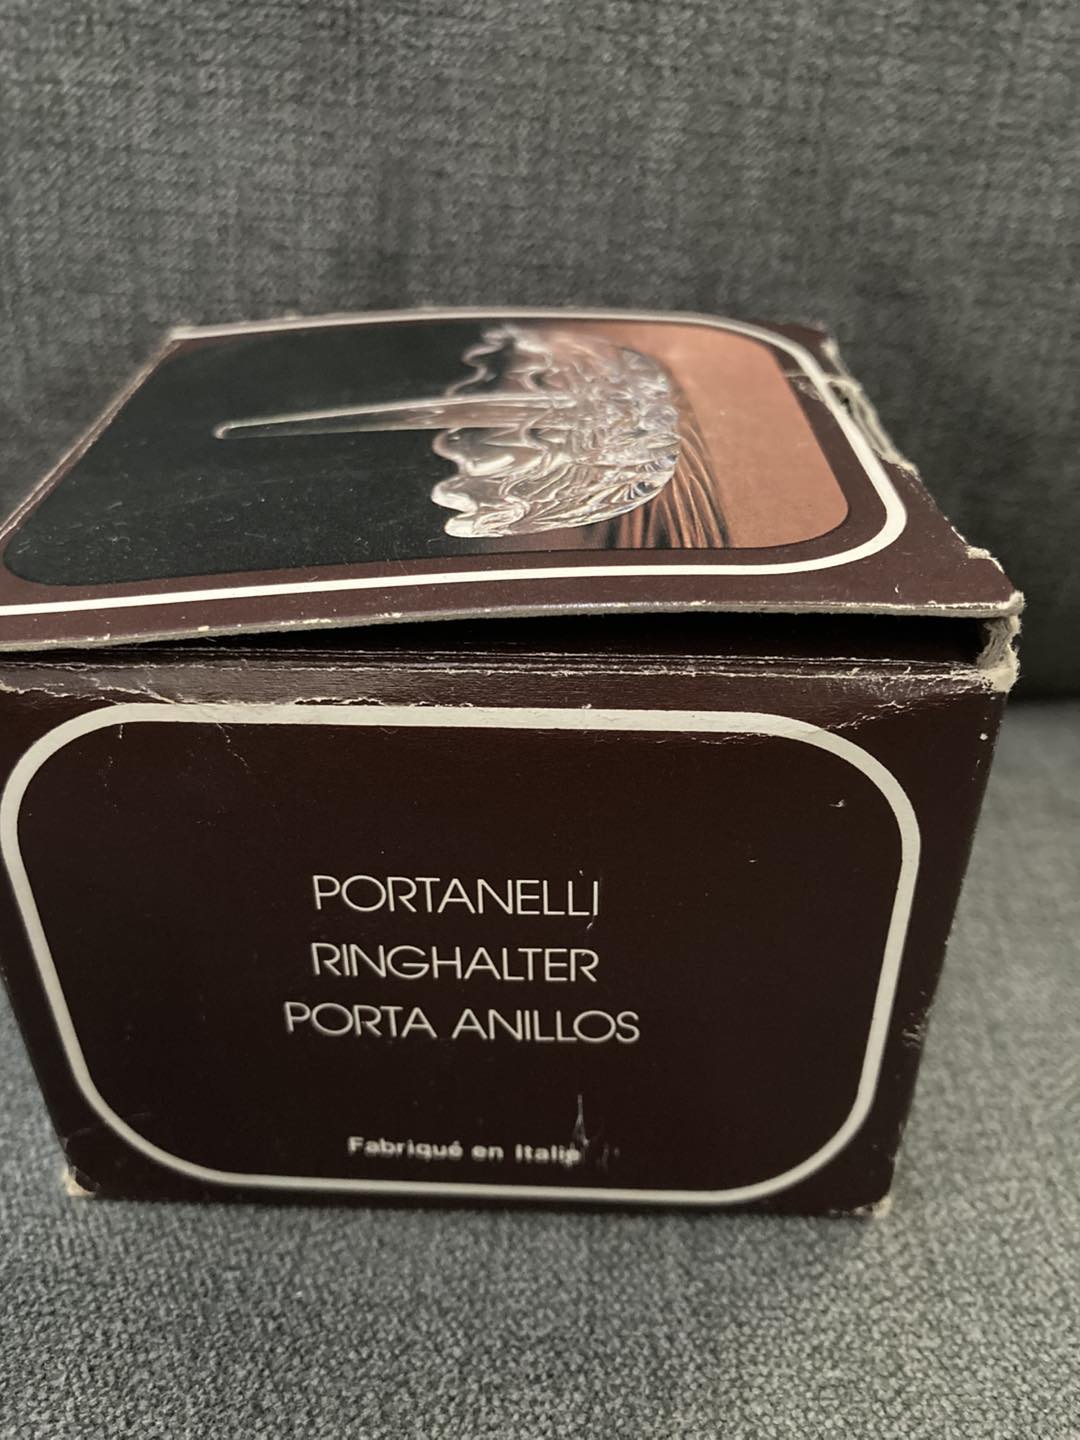 PORTANELLI
RINGHALTER
PORTA ANILLOS
Fabriqué en Italie